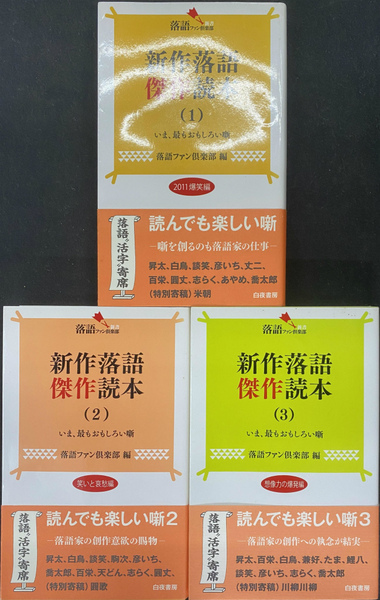 落語ファン倶楽部
新作落語
傑作読本
(1)
いま、最もおもしろい噺
落語ファン倶楽部 編
2011爆笑編
落語。活字で寄席
読んでも楽しい噺
―噺を創るのも落語家の仕事―
昇太、白鳥、談笑、彦いち、丈二、
百栄、圓丈、志らく、あやめ、喬太郎
(特別寄稿)米朝
白夜書房
落語ファン倶楽部
新作落語
傑作読本
(2)
いま、最もおもしろい噺
落語ファン倶楽部 編
笑いと哀愁編
落語。活字で寄席
読んでも楽しい噺2
―落語家の創作意欲の賜物―
昇太、白鳥、談笑、駒次、彦いち、
喬太郎、百栄、天どん、志らく、圓丈、
(特別寄稿)圓歌
白夜書房
落語ファン倶楽部
新作落語
傑作読本
(3)
いま、最もおもしろい噺
落語ファン倶楽部 編
想像力の爆発編
落語。活字で寄席
読んでも楽しい噺3
―落語家の創作への執念が結実―
昇太、百栄、白鳥、兼好、たま、鯉八、
談笑、彦いち、志らく、喬太郎
(特別寄稿)川柳川柳
白夜書房